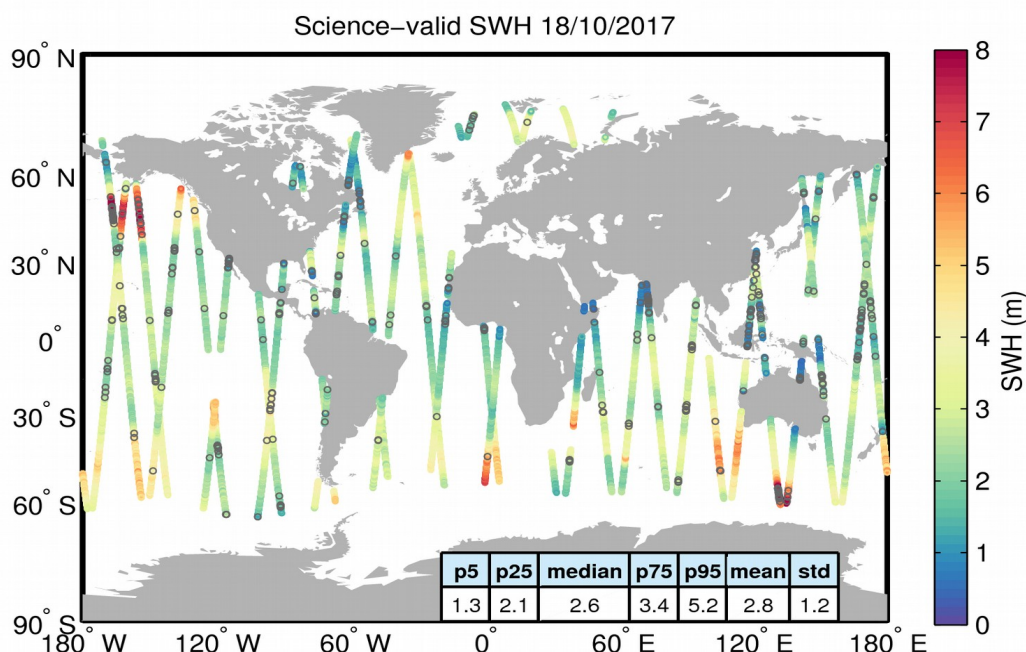 Science−valid SWH 18/10/2017
90° N
60° N
30° N
0°
30° S
60° S
90° S
180° W
120° W
60° W
0°
60° E
120° E
180° E
p5 p25 median p75 p95 mean std
1.3 2.1 2.6 3.4 5.2 2.8 1.2
8
7
6
5
4
3
2
1
0
SWH (m)